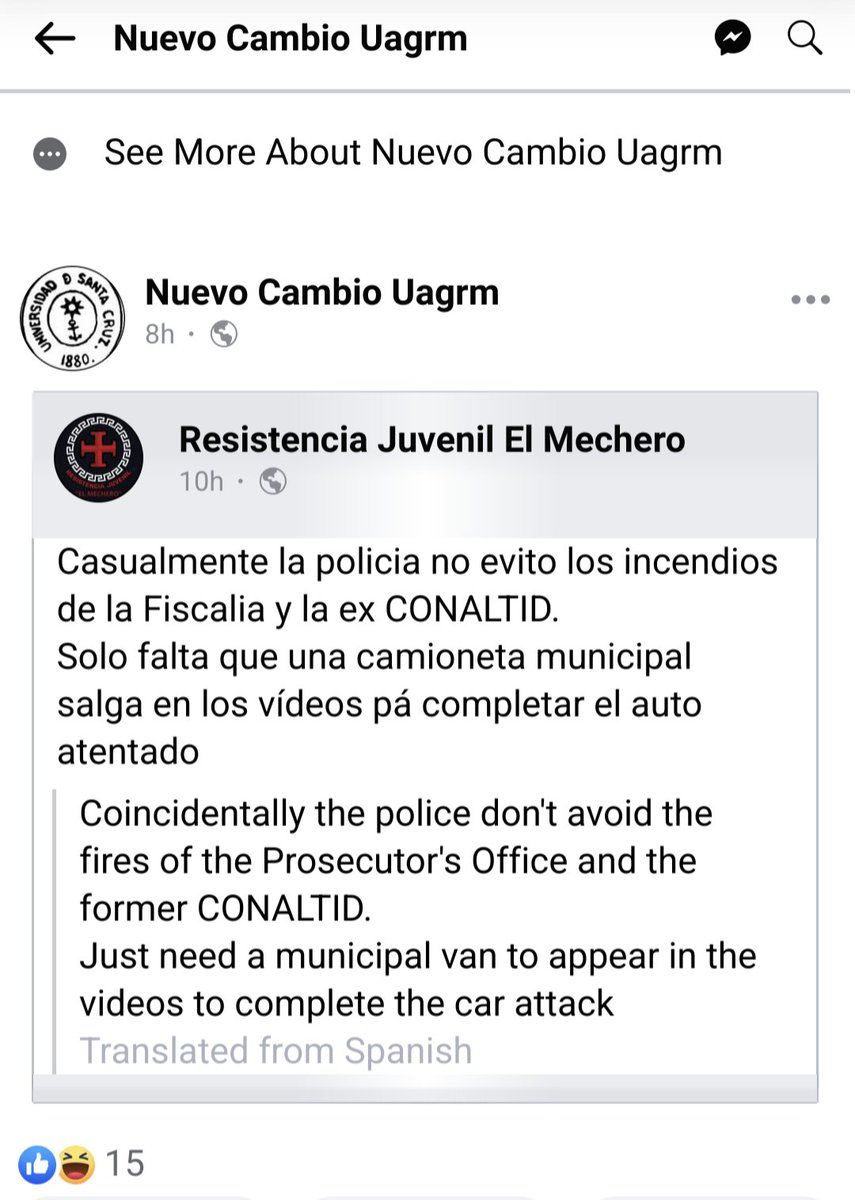 Nuevo Cambio Uagrm
See More About Nuevo Cambio Uagrm
UNIVERSIDAD D SANTA CRUZ.
1880.
Nuevo Cambio Uagrm
8h ·
RESISTENCIA JUVENIL
"EL MECHERO"
Resistencia Juvenil El Mechero
10h ·
Casualmente la policia no evito los incendios
de la Fiscalia y la ex CONALTID.
Solo falta que una camioneta municipal
salga en los vídeos pá completar el auto
atentado
Coincidentally the police don't avoid the
fires of the Prosecutor's Office and the
former CONALTID.
Just need a municipal van to appear in the
videos to complete the car attack
Translated from Spanish
15